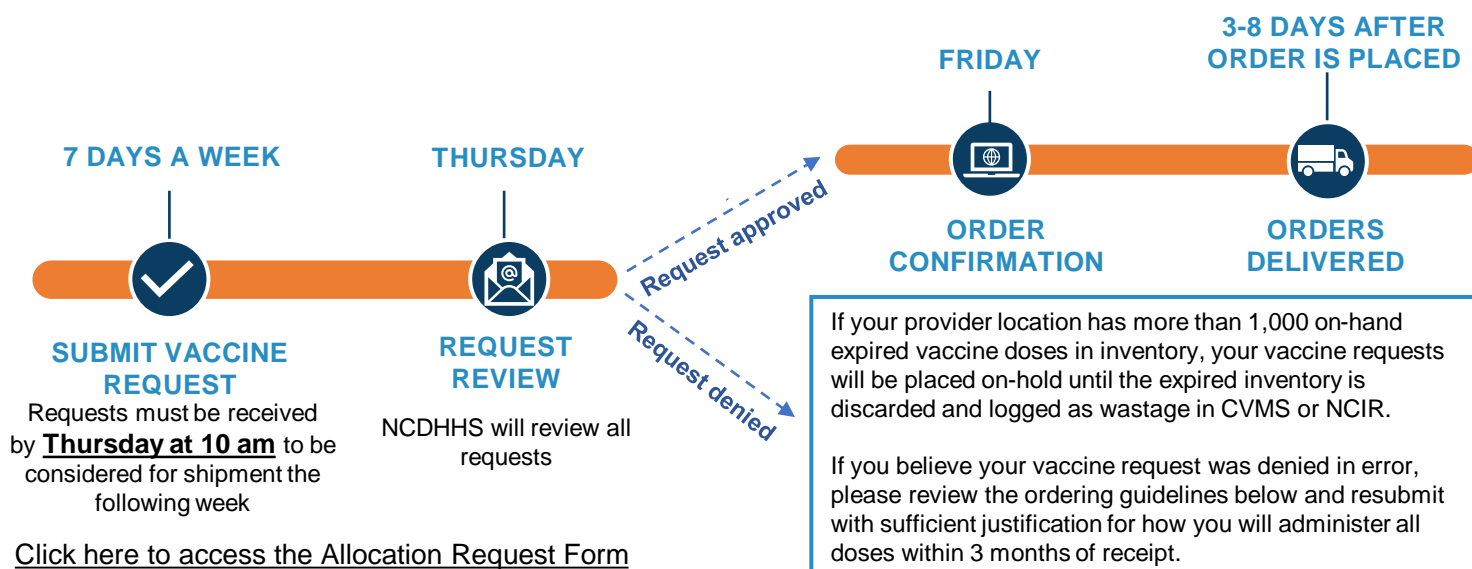 7 DAYS A WEEK
SUBMIT VACCINE
REQUEST
Requests must be received
by Thursday at 10 am to be
considered for shipment the
following week
Click here to access the Allocation Request Form
THURSDAY
@
REQUEST
REVIEW
NCDHHS will review all
requests
Request approved
FRIDAY
ORDER
CONFIRMATION
3-8 DAYS AFTER
ORDER IS PLACED
ORDERS
DELIVERED
Request denied
If your provider location has more than 1,000 on-hand
expired vaccine doses in inventory, your vaccine requests
will be placed on-hold until the expired inventory is
discarded and logged as wastage in CVMS or NCIR.
If you believe your vaccine request was denied in error,
please review the ordering guidelines below and resubmit
with sufficient justification for how you will administer all
doses within 3 months of receipt.